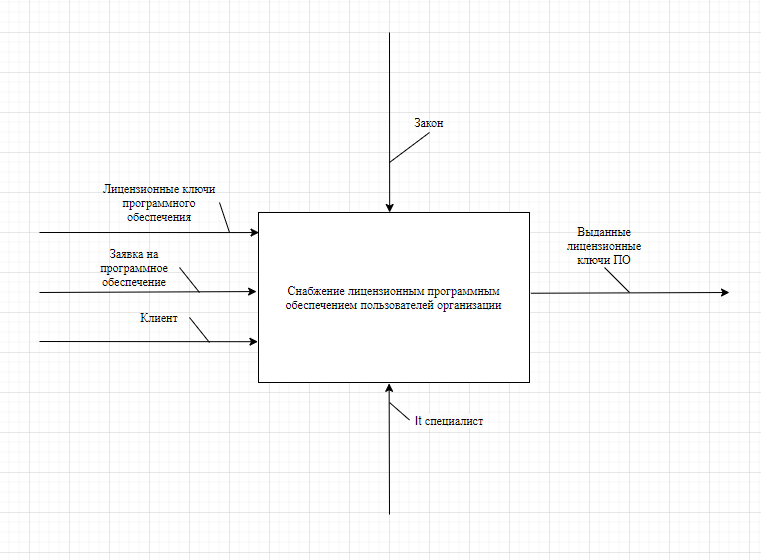 Закон
Лицензионные ключи
программного
обеспечения
Заявка на
программное
обеспечение
Клиент
Снабжение лицензионным программным
обеспечением пользователей организации
Выданные
лицензионные
ключи ПО
It специалист